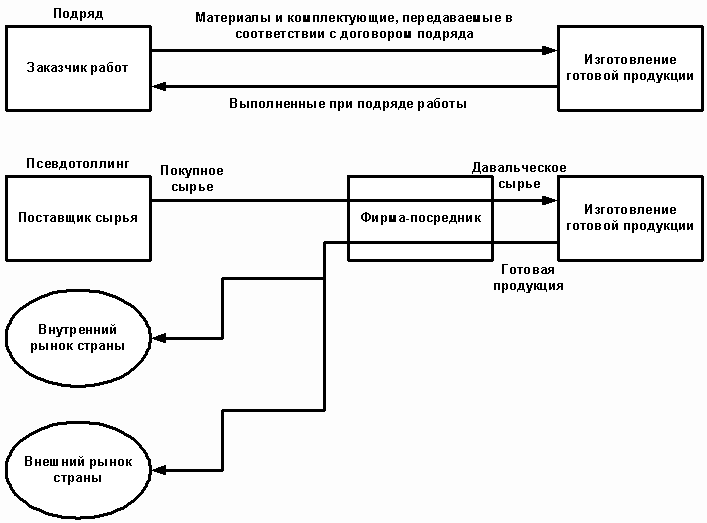 Подряд
Материалы и комплектующие, передаваемые в
соответствии с договором подряда
Заказчик работ
Изготовление
готовой продукции
Выполненные при подряде работы
Псевдотоллинг
Покупное
сырье
Давальческое
сырье
Поставщик сырья
Фирма-посредник
Изготовление
готовой продукции
Готовая
продукция
Внутренний
рынок страны
Внешний рынок
страны